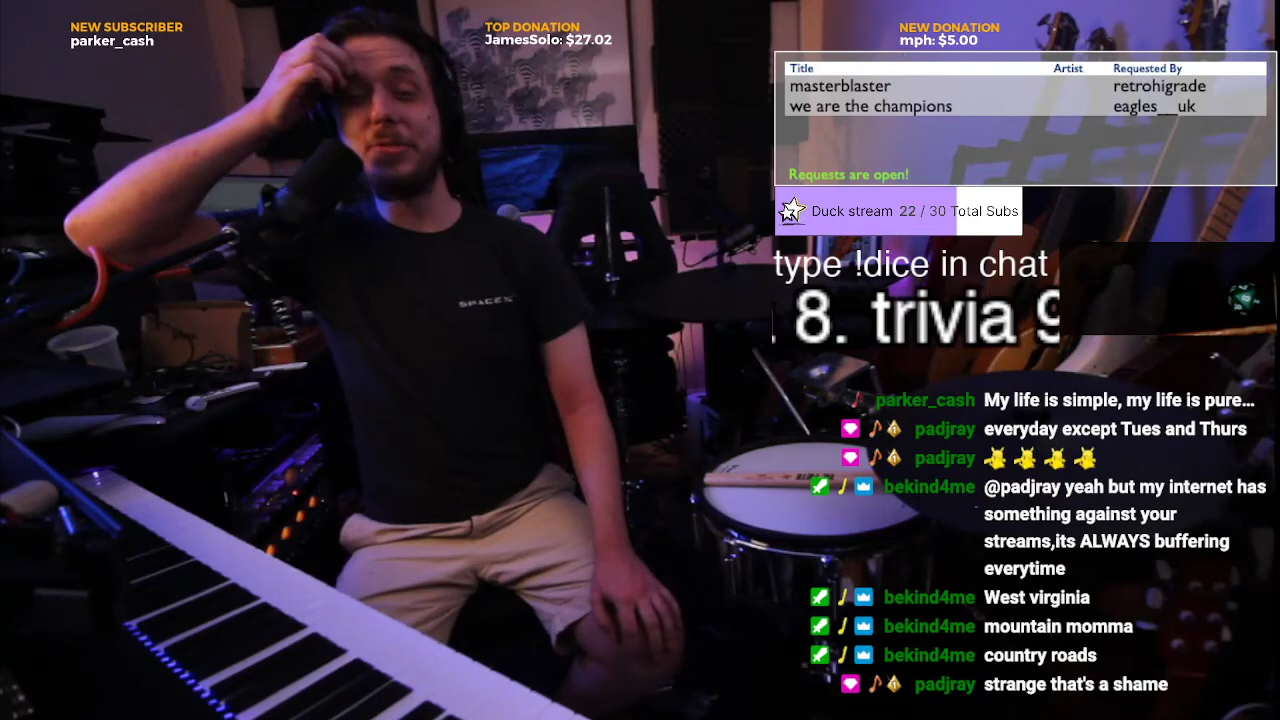 NEW SUBSCRIBER
parker_cash
TOP DONATION
JamesSolo: $27.02
NEW DONATION
mph: $5.00
Title Artist Requested By
masterblaster retrohigrade
we are the champions eagles__uk
Requests are open!
Duck stream 22 / 30 Total Subs
type !dice in chat
. 8. trivia 9
SPACEX
parker_cash My life is simple, my life is pure...
padjray everyday except Tues and Thurs
padjray
bekind4me @padjray yeah but my internet has
something against your
streams,its ALWAYS buffering
everytime
bekind4me West virginia
bekind4me mountain momma
bekind4me country roads
padjray strange that's a shame